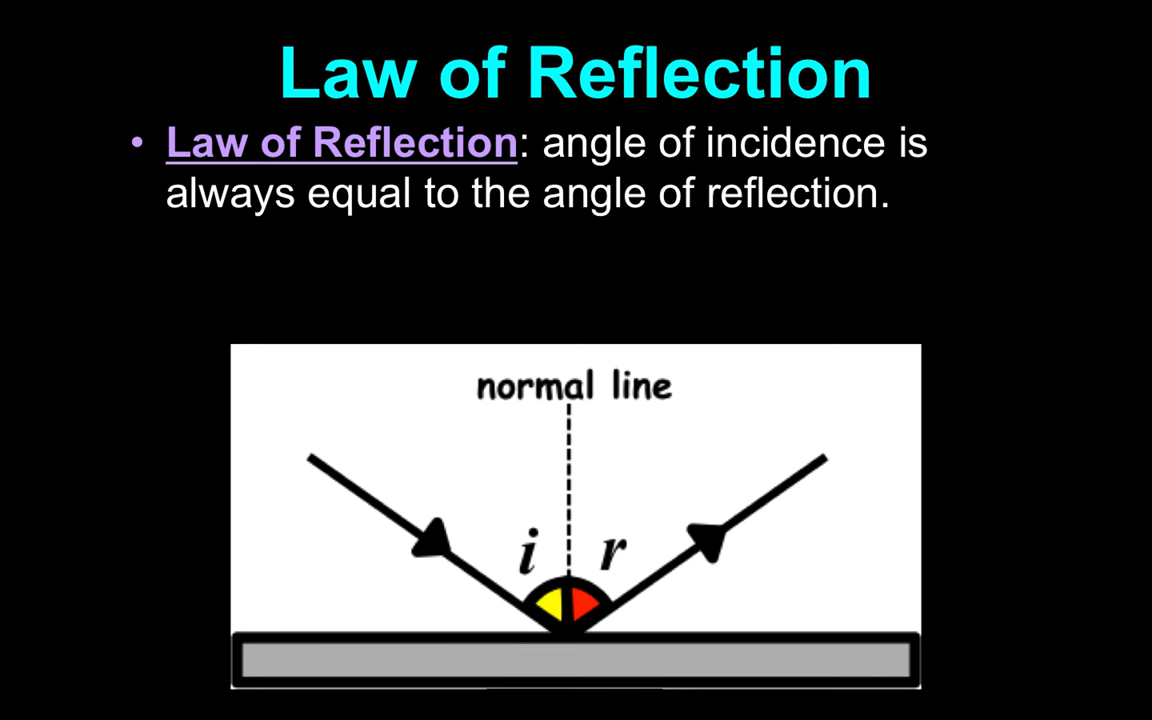 Law of Reflection
• Law of Reflection: angle of incidence is
always equal to the angle of reflection.
normal line
i r